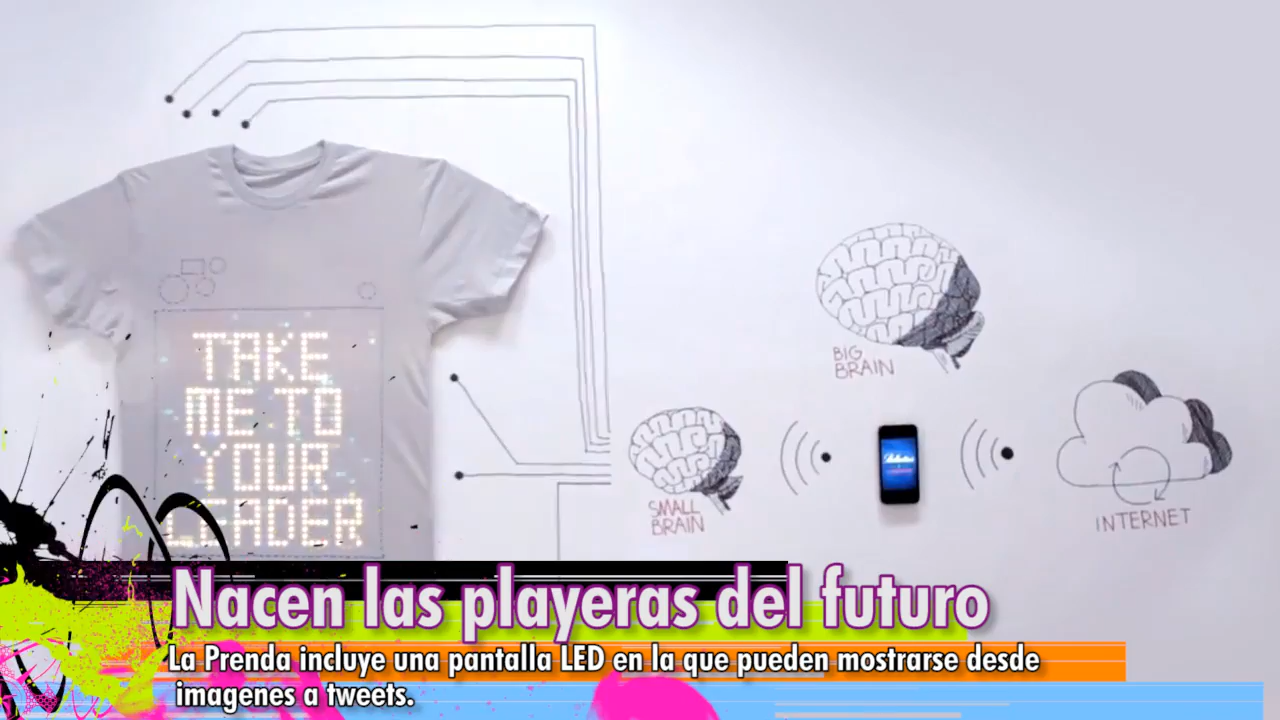 TAKE
ME TO
YOUR
LEADER
BIG
BRAIN
SMALL
BRAIN
INTERNET
Nacen las playeras del futuro
La Prenda incluye una pantalla LED en la que pueden mostrarse desde
imagenes a tweets.